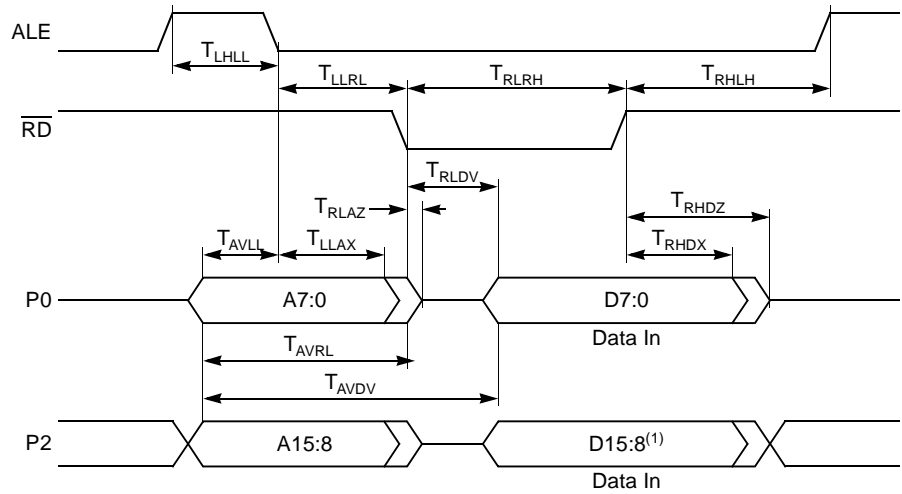 ALE
T_LHLL
T_LLRL T_RLRH T_RHLH
R̅D̅
T_RLDV
T_RLAZ T_RHDZ
T_AVLL T_LLAX T_RHDX
P0 A7:0 D7:0
Data In
T_AVRL
T_AVDV
P2 A15:8 D15:8(1)
Data In